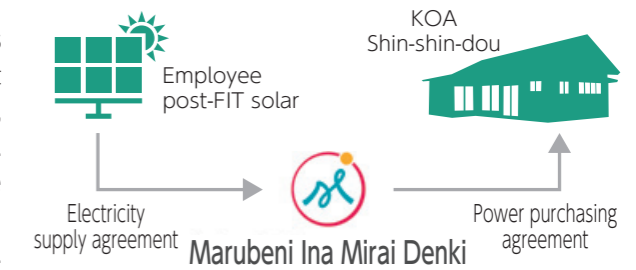 Employee
post-FIT solar
KOA
Shin-shin-dou
Electricity
supply agreement
Marubeni Ina Mirai Denki
Power purchasing
agreement